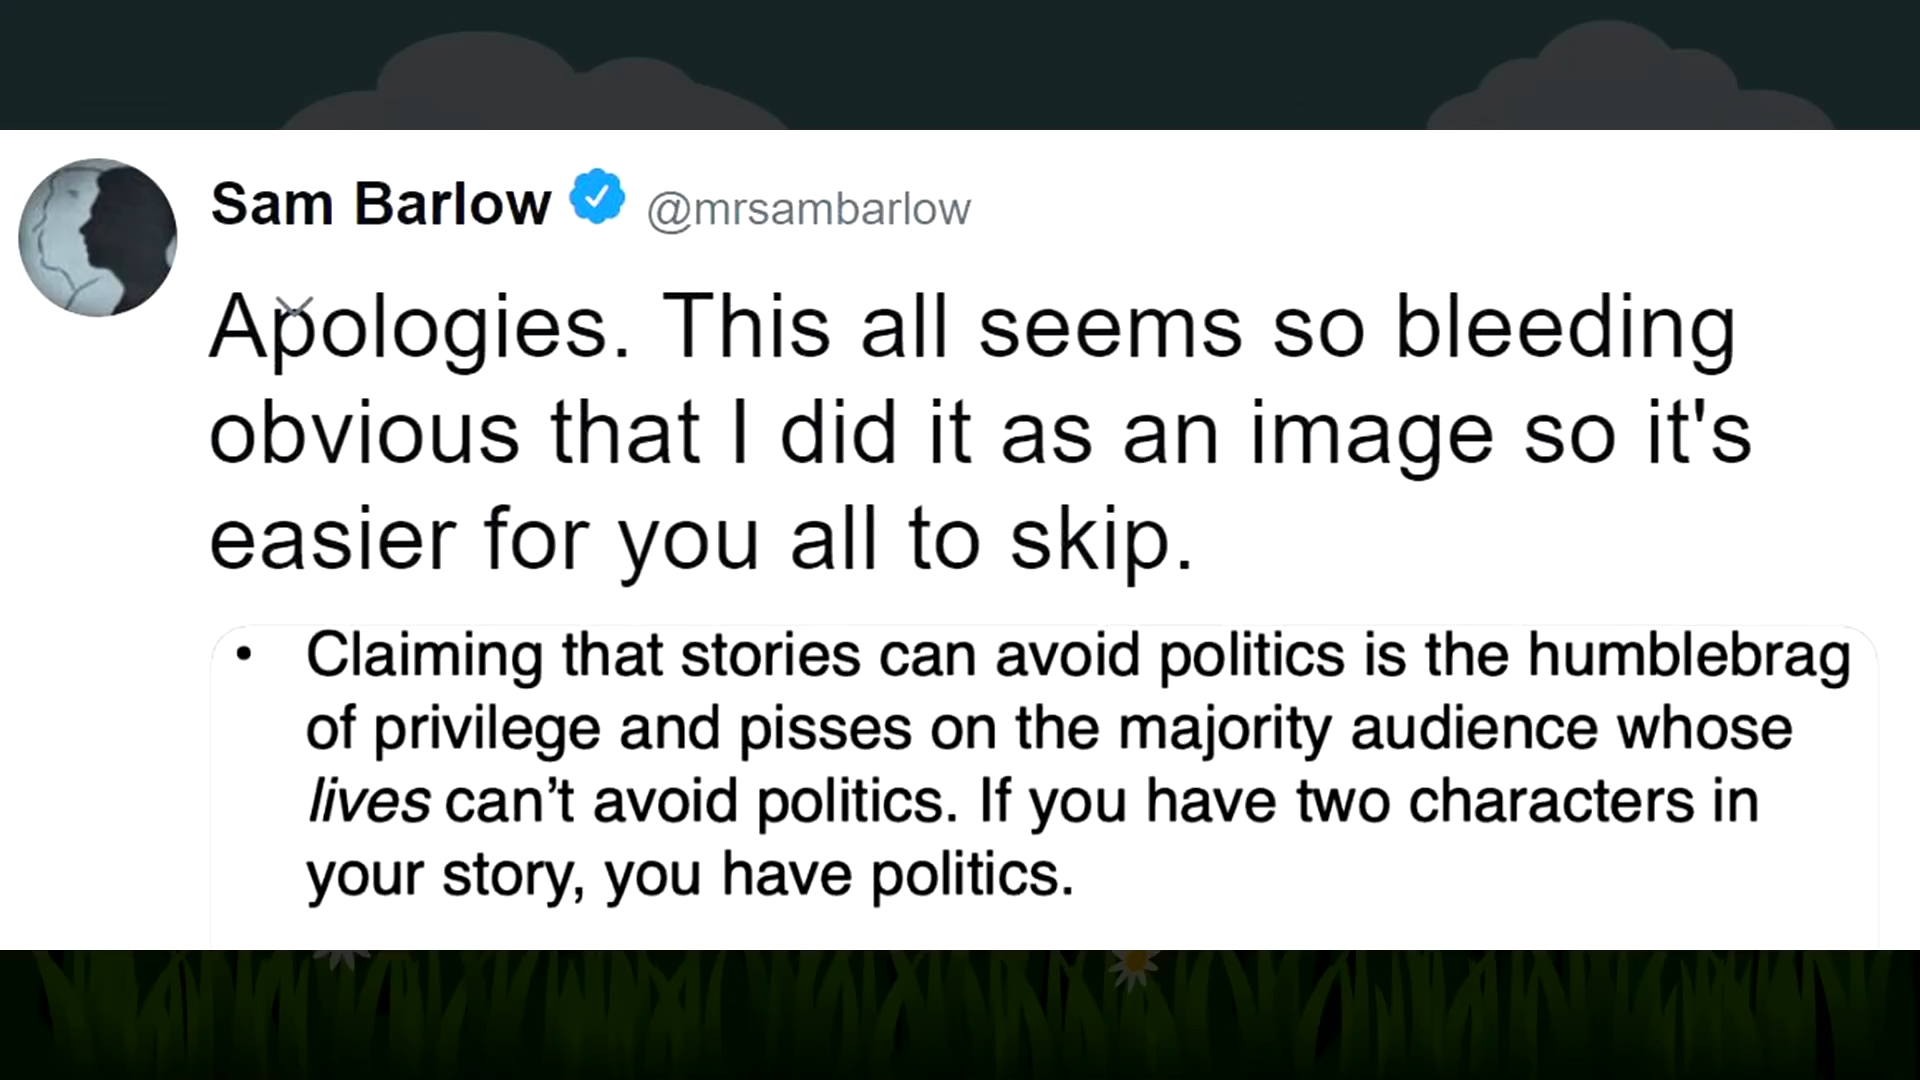 Sam Barlow @mrsambarlow
Apologies. This all seems so bleeding
obvious that I did it as an image so it's
easier for you all to skip.
• Claiming that stories can avoid politics is the humblebrag
of privilege and pisses on the majority audience whose
lives can’t avoid politics. If you have two characters in
your story, you have politics.